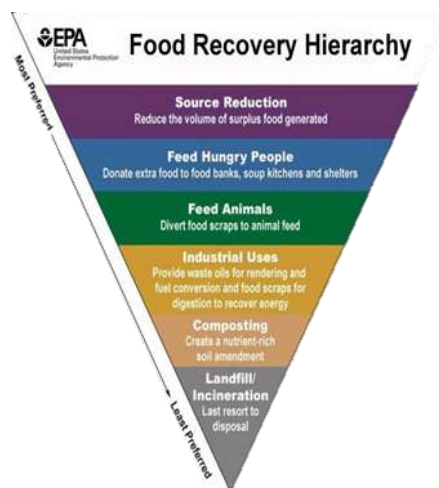 EPA
United States
Environmental Protection
Agency
Food Recovery Hierarchy
Most Preferred
Source Reduction
Reduce the volume of surplus food generated
Feed Hungry People
Donate extra food to food banks, soup kitchens and shelters
Feed Animals
Divert food scraps to animal feed
Industrial Uses
Provide waste oils for rendering and
fuel conversion and food scraps for
digestion to recover energy
Composting
Create a nutrient-rich
soil amendment
Landfill/
Incineration
Last resort to
disposal
Least Preferred